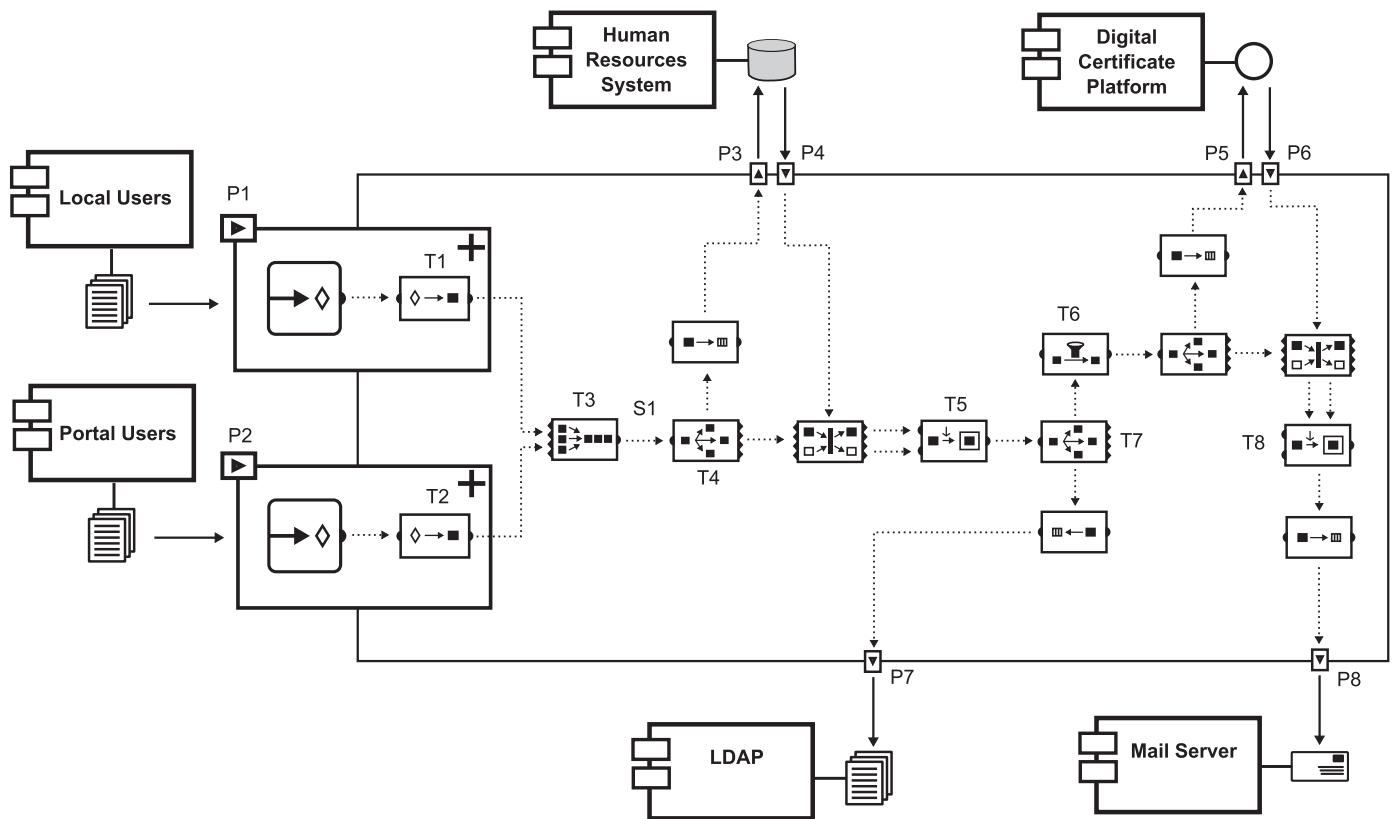 Human
Resources
System
Digital
Certificate
Platform
P3
P4
P5
P6
Local Users
P1
T1
T6
Portal Users
P2
T3
S1
T5
T4
T7
T8
T2
P7
P8
LDAP
Mail Server